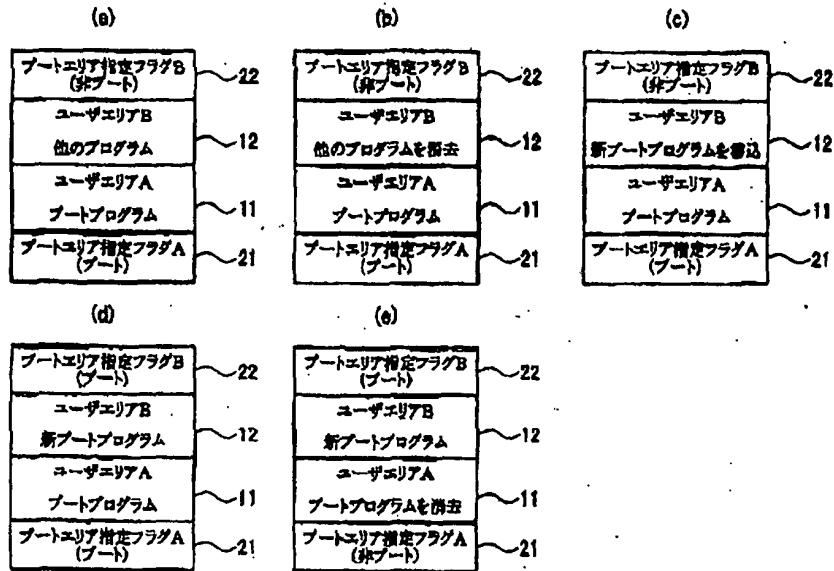 (a)
ブートエリア指定フラグB
(非ブート)
22
ユーザエリアB
他のプログラム
12
ユーザエリアA
ブートプログラム
11
ブートエリア指定フラグA
(ブート)
21
(b)
ブートエリア指定フラグB
(非ブート)
22
ユーザエリアB
他のプログラムを消去
12
ユーザエリアA
ブートプログラム
11
ブートエリア指定フラグA
(ブート)
21
(c)
ブートエリア指定フラグB
(非ブート)
22
ユーザエリアB
新ブートプログラムを書込
12
ユーザエリアA
ブートプログラム
11
ブートエリア指定フラグA
(ブート)
21
(d)
ブートエリア指定フラグB
(ブート)
22
ユーザエリアB
新ブートプログラム
12
ユーザエリアA
ブートプログラム
11
ブートエリア指定フラグA
(ブート)
21
(e)
ブートエリア指定フラグB
(ブート)
22
ユーザエリアB
新ブートプログラム
12
ユーザエリアA
ブートプログラムを消去
11
ブートエリア指定フラグA
(非ブート)
21